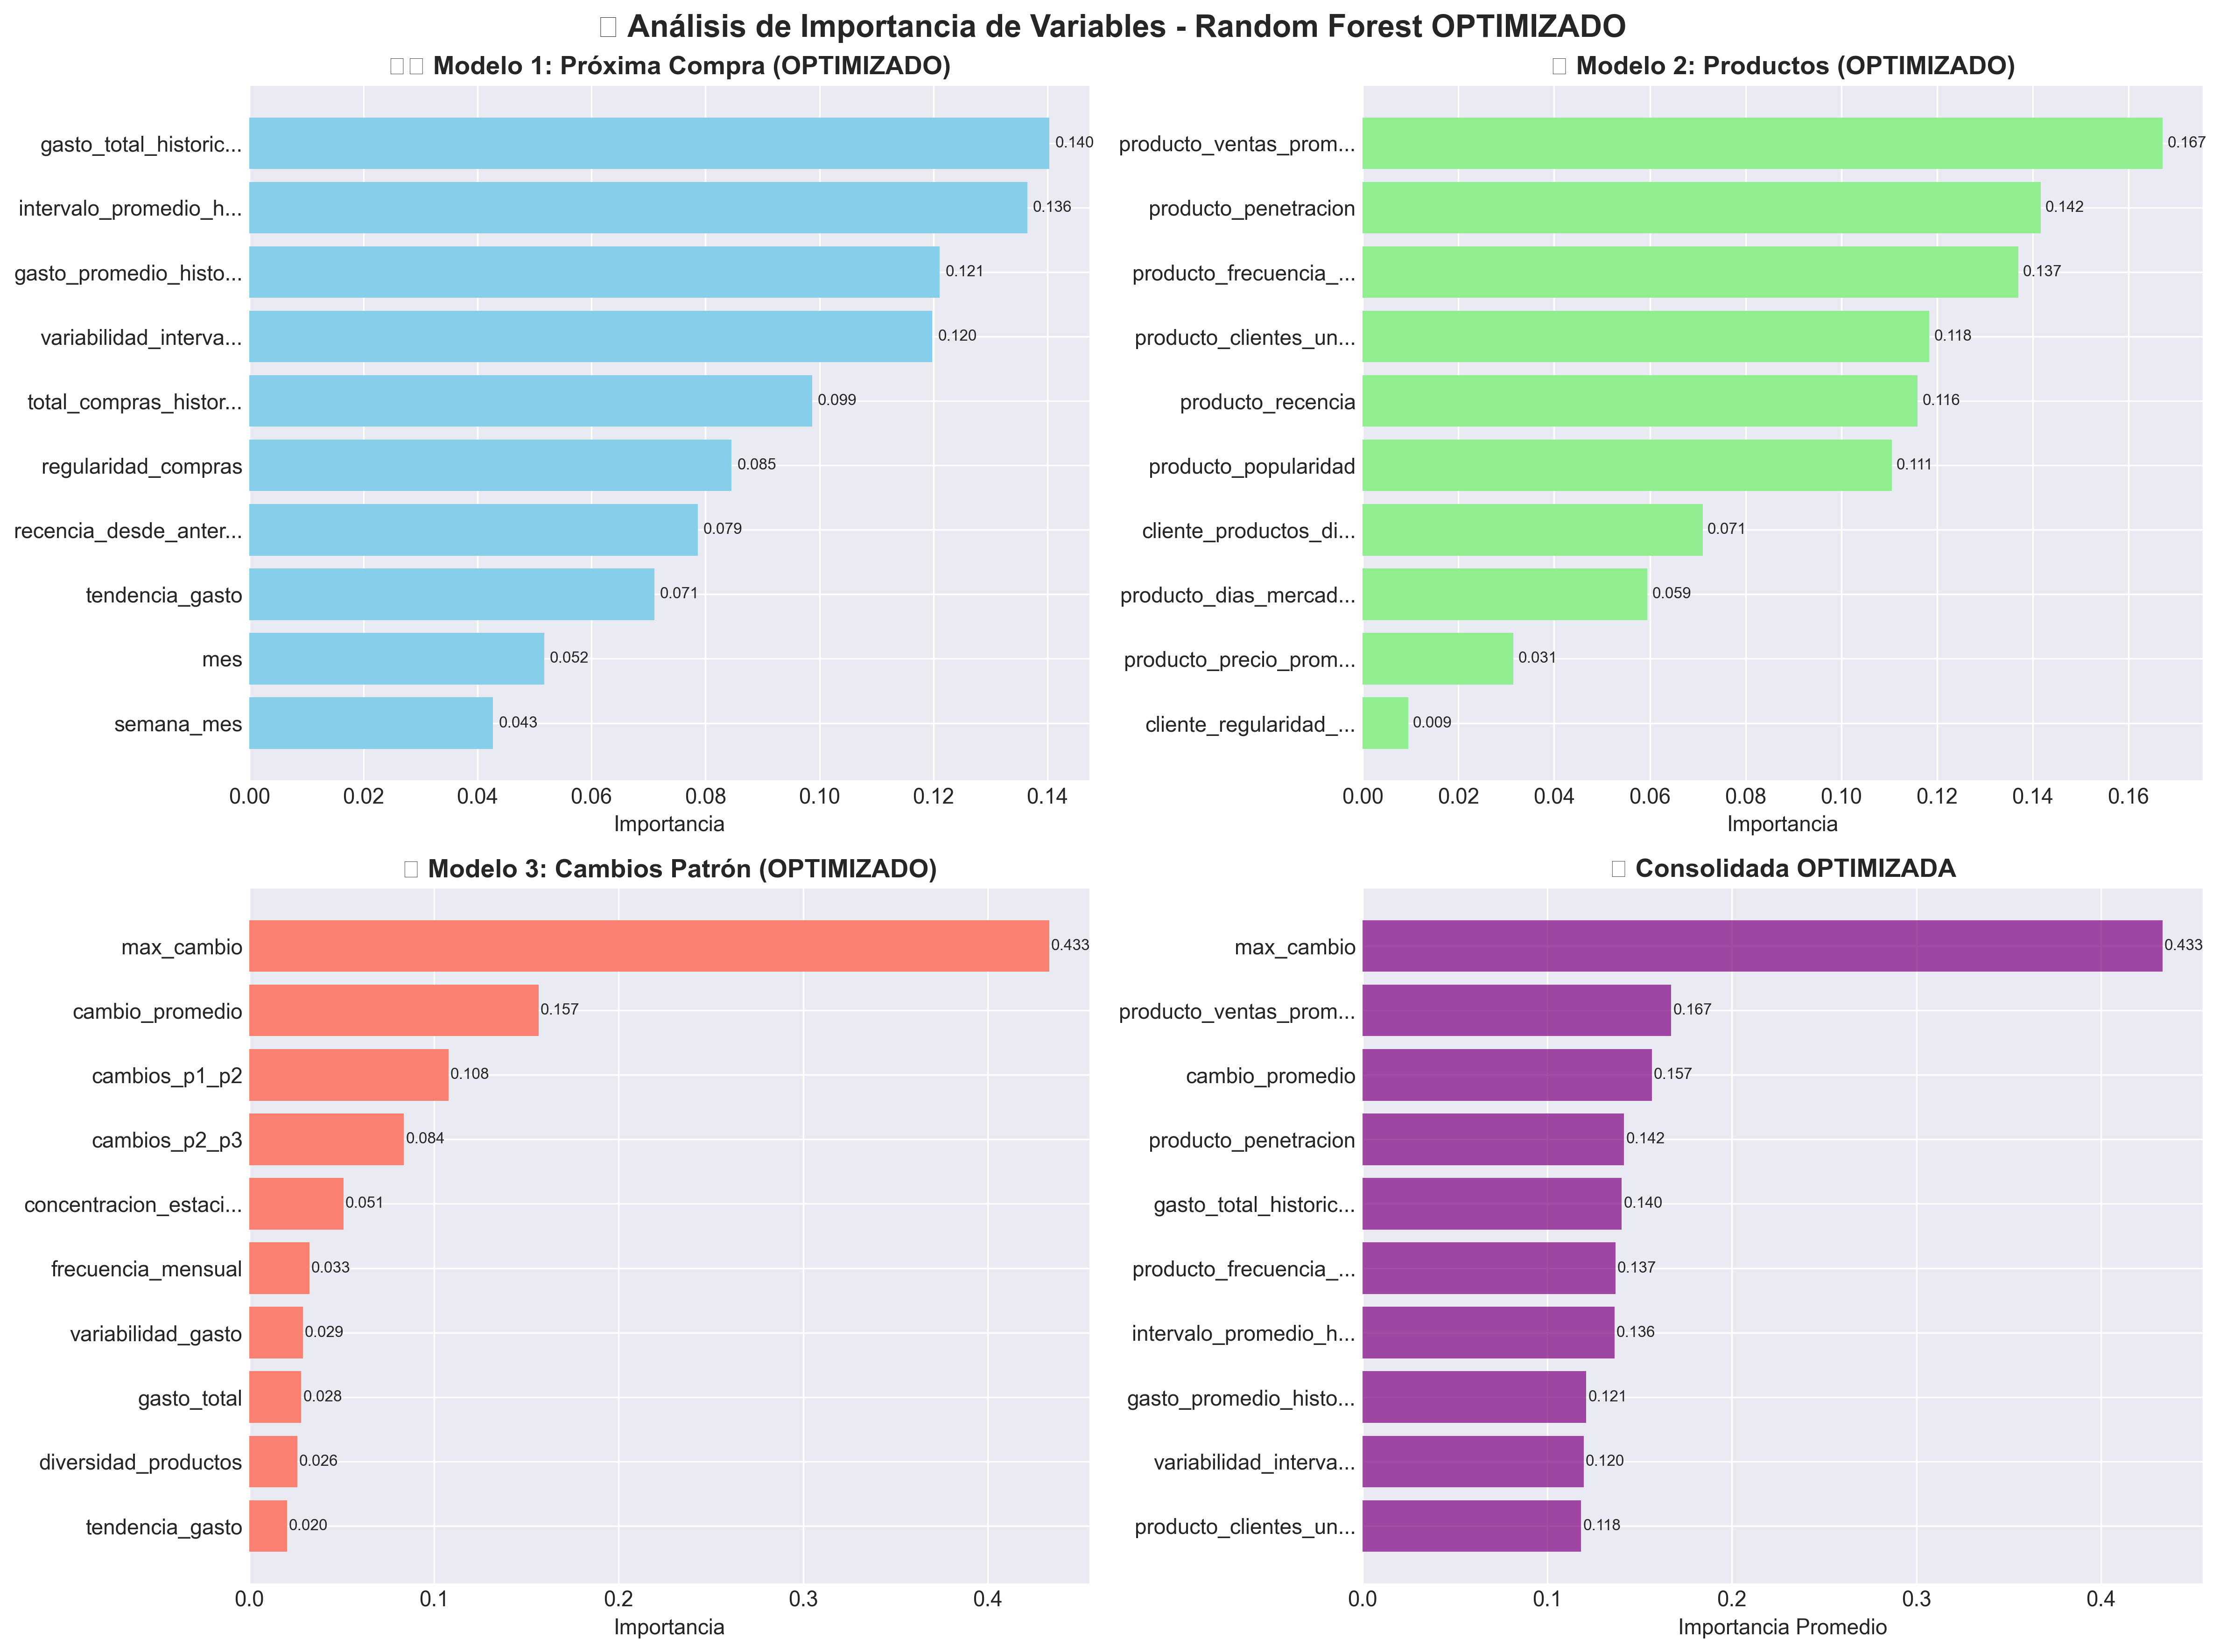 Análisis de Importancia de Variables - Random Forest OPTIMIZADO
Modelo 1: Próxima Compra (OPTIMIZADO)
gasto_total_historic... 0.140
intervalo_promedio_h... 0.136
gasto_promedio_histo... 0.121
variabilidad_interva... 0.120
total_compras_histor... 0.099
regularidad_compras 0.085
recencia_desde_anter... 0.079
tendencia_gasto 0.071
mes 0.052
semana_mes 0.043
0.00 0.02 0.04 0.06 0.08 0.10 0.12 0.14
Importancia
Modelo 2: Productos (OPTIMIZADO)
producto_ventas_prom... 0.167
producto_penetracion 0.142
producto_frecuencia_... 0.137
producto_clientes_un... 0.118
producto_recencia 0.116
producto_popularidad 0.111
cliente_productos_di... 0.071
producto_dias_mercad... 0.059
producto_precio_prom... 0.031
cliente_regularidad_... 0.009
0.00 0.02 0.04 0.06 0.08 0.10 0.12 0.14 0.16
Importancia
Modelo 3: Cambios Patrón (OPTIMIZADO)
max_cambio 0.433
cambio_promedio 0.157
cambios_p1_p2 0.108
cambios_p2_p3 0.084
concentracion_estaci... 0.051
frecuencia_mensual 0.033
variabilidad_gasto 0.029
gasto_total 0.028
diversidad_productos 0.026
tendencia_gasto 0.020
0.0 0.1 0.2 0.3 0.4
Importancia
Consolidada OPTIMIZADA
max_cambio 0.433
producto_ventas_prom... 0.167
cambio_promedio 0.157
producto_penetracion 0.142
gasto_total_historic... 0.140
producto_frecuencia_... 0.137
intervalo_promedio_h... 0.136
gasto_promedio_histo... 0.121
variabilidad_interva... 0.120
producto_clientes_un... 0.118
0.0 0.1 0.2 0.3 0.4
Importancia Promedio